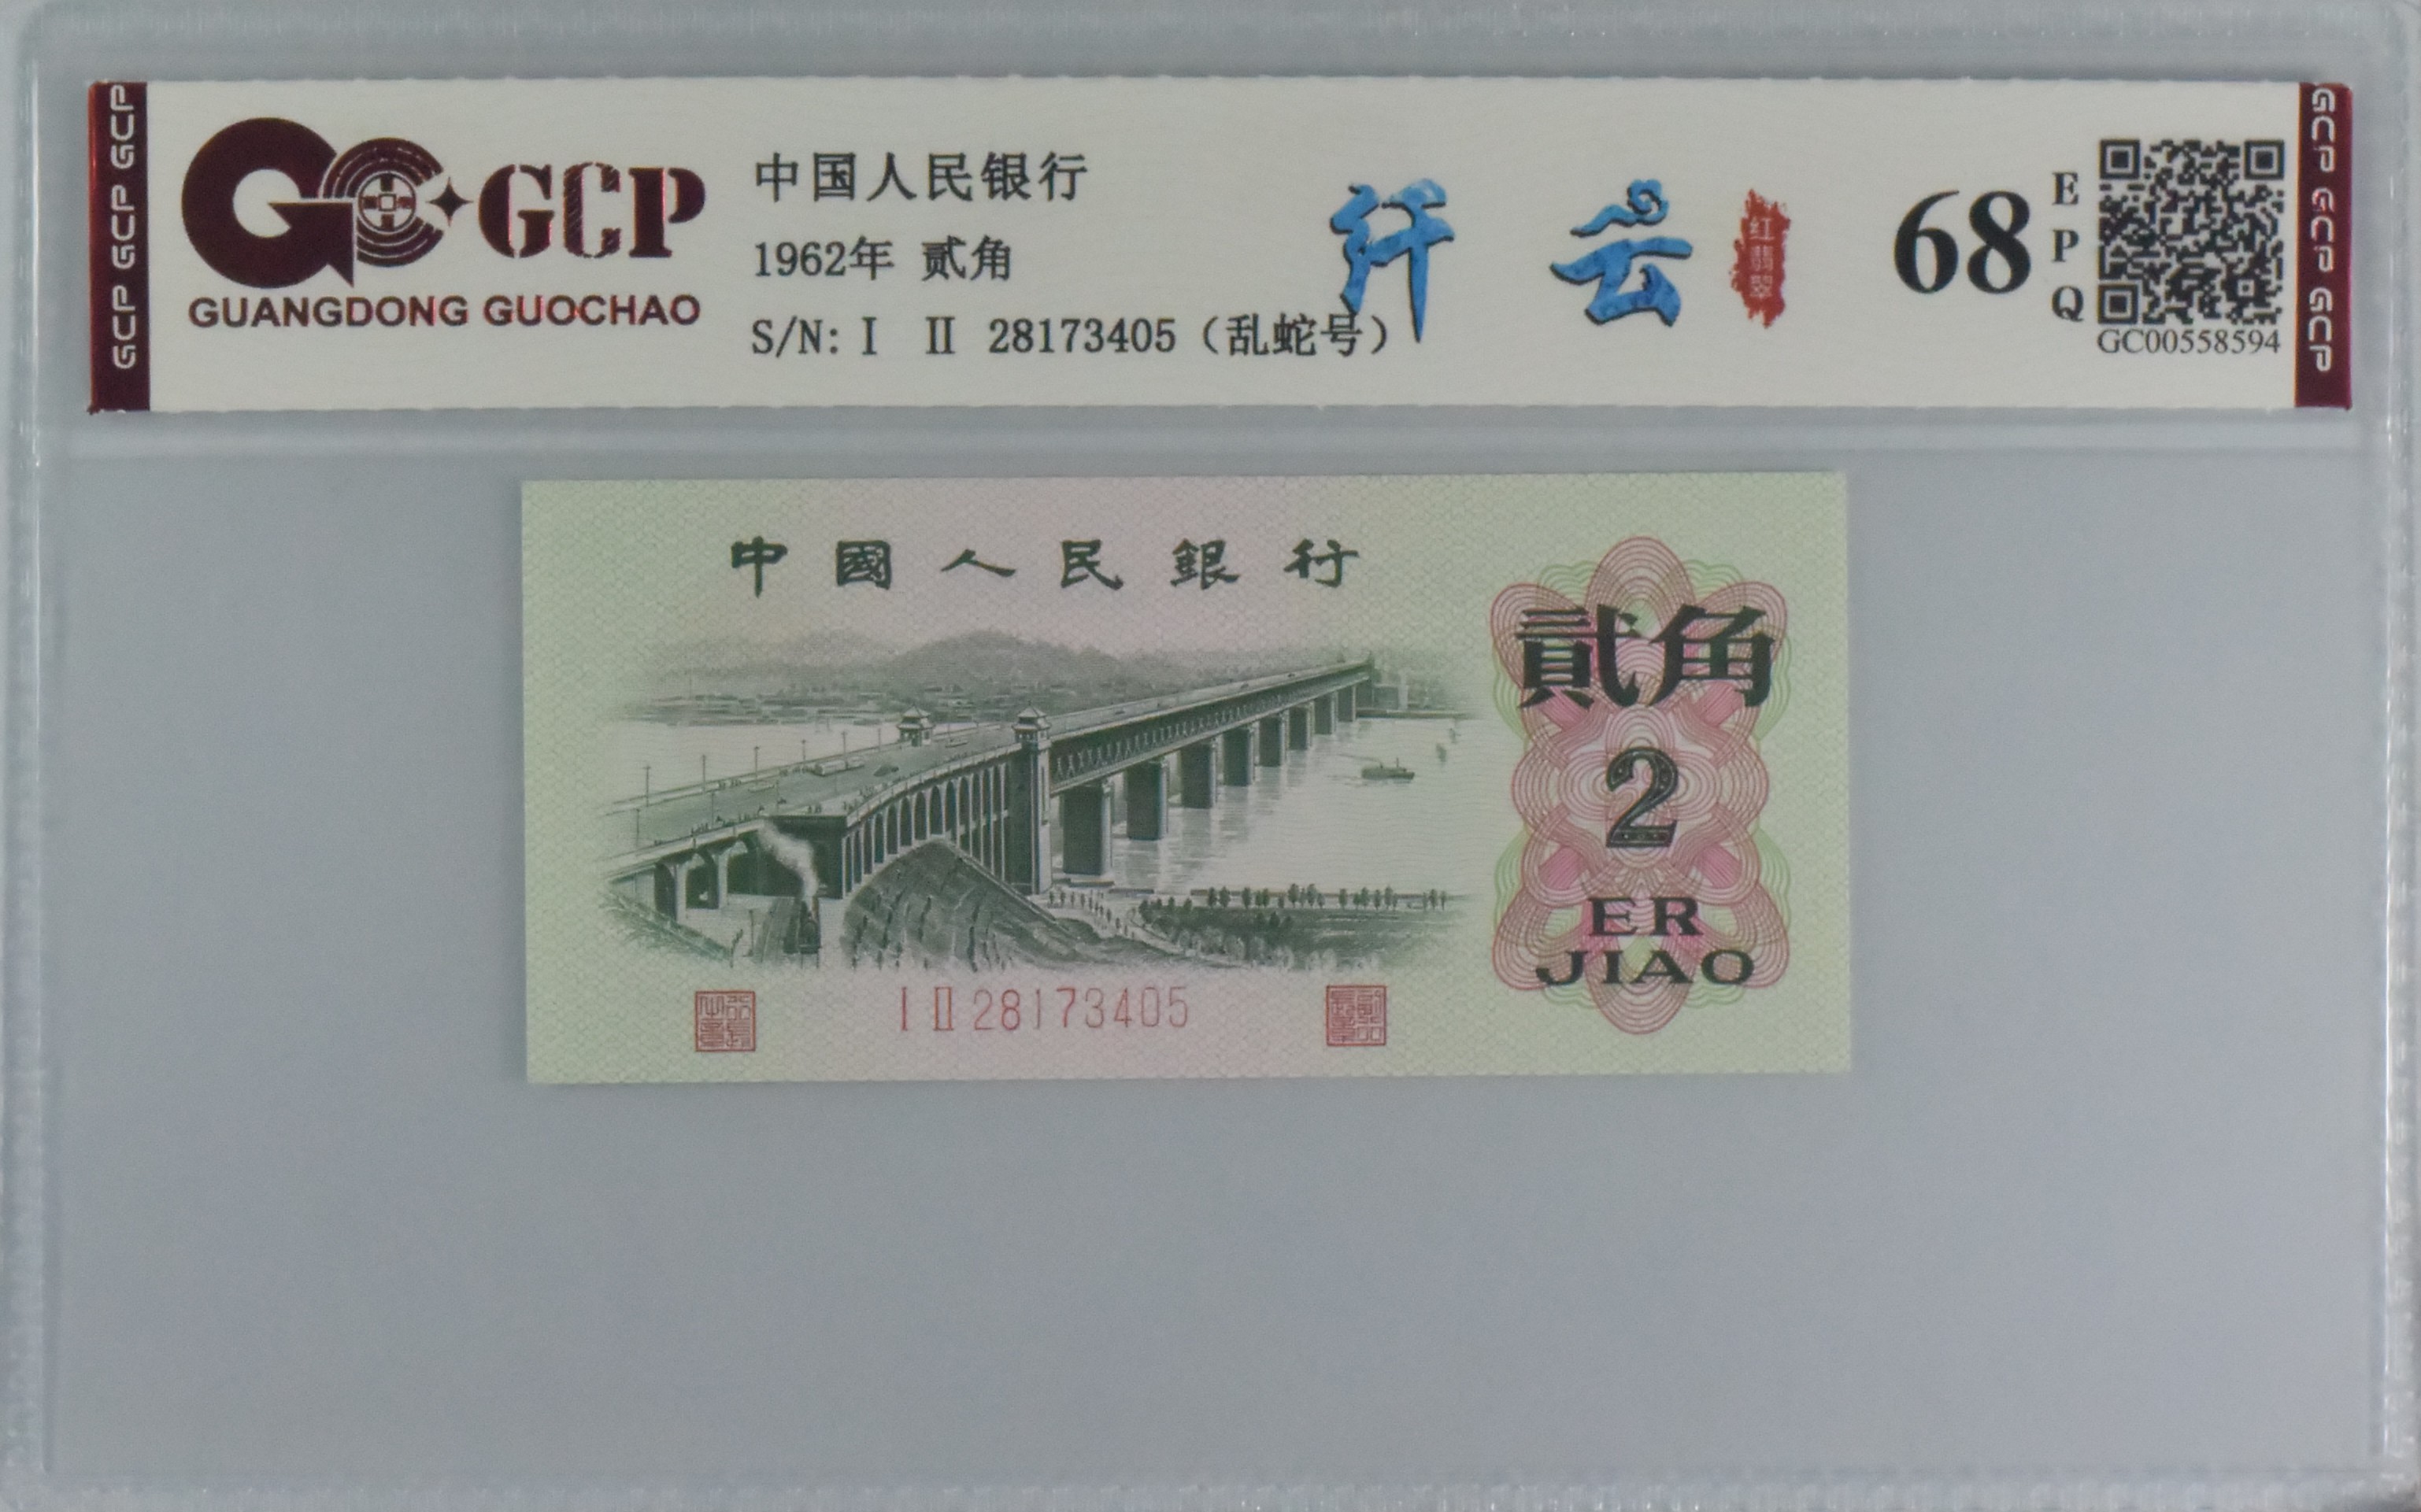 GCP GCP GCP
GCP
GUANGDONG GUOCHAO
中国人民银行
1962年 贰角
S/N: Ⅰ Ⅱ 28173405（乱蛇号）
纤云
红翡翠
68
E
P
Q
GC00558594
GCP GCP GCP
中國人民銀行
貳角
2
ER
JIAO
Ⅰ Ⅱ 28173405